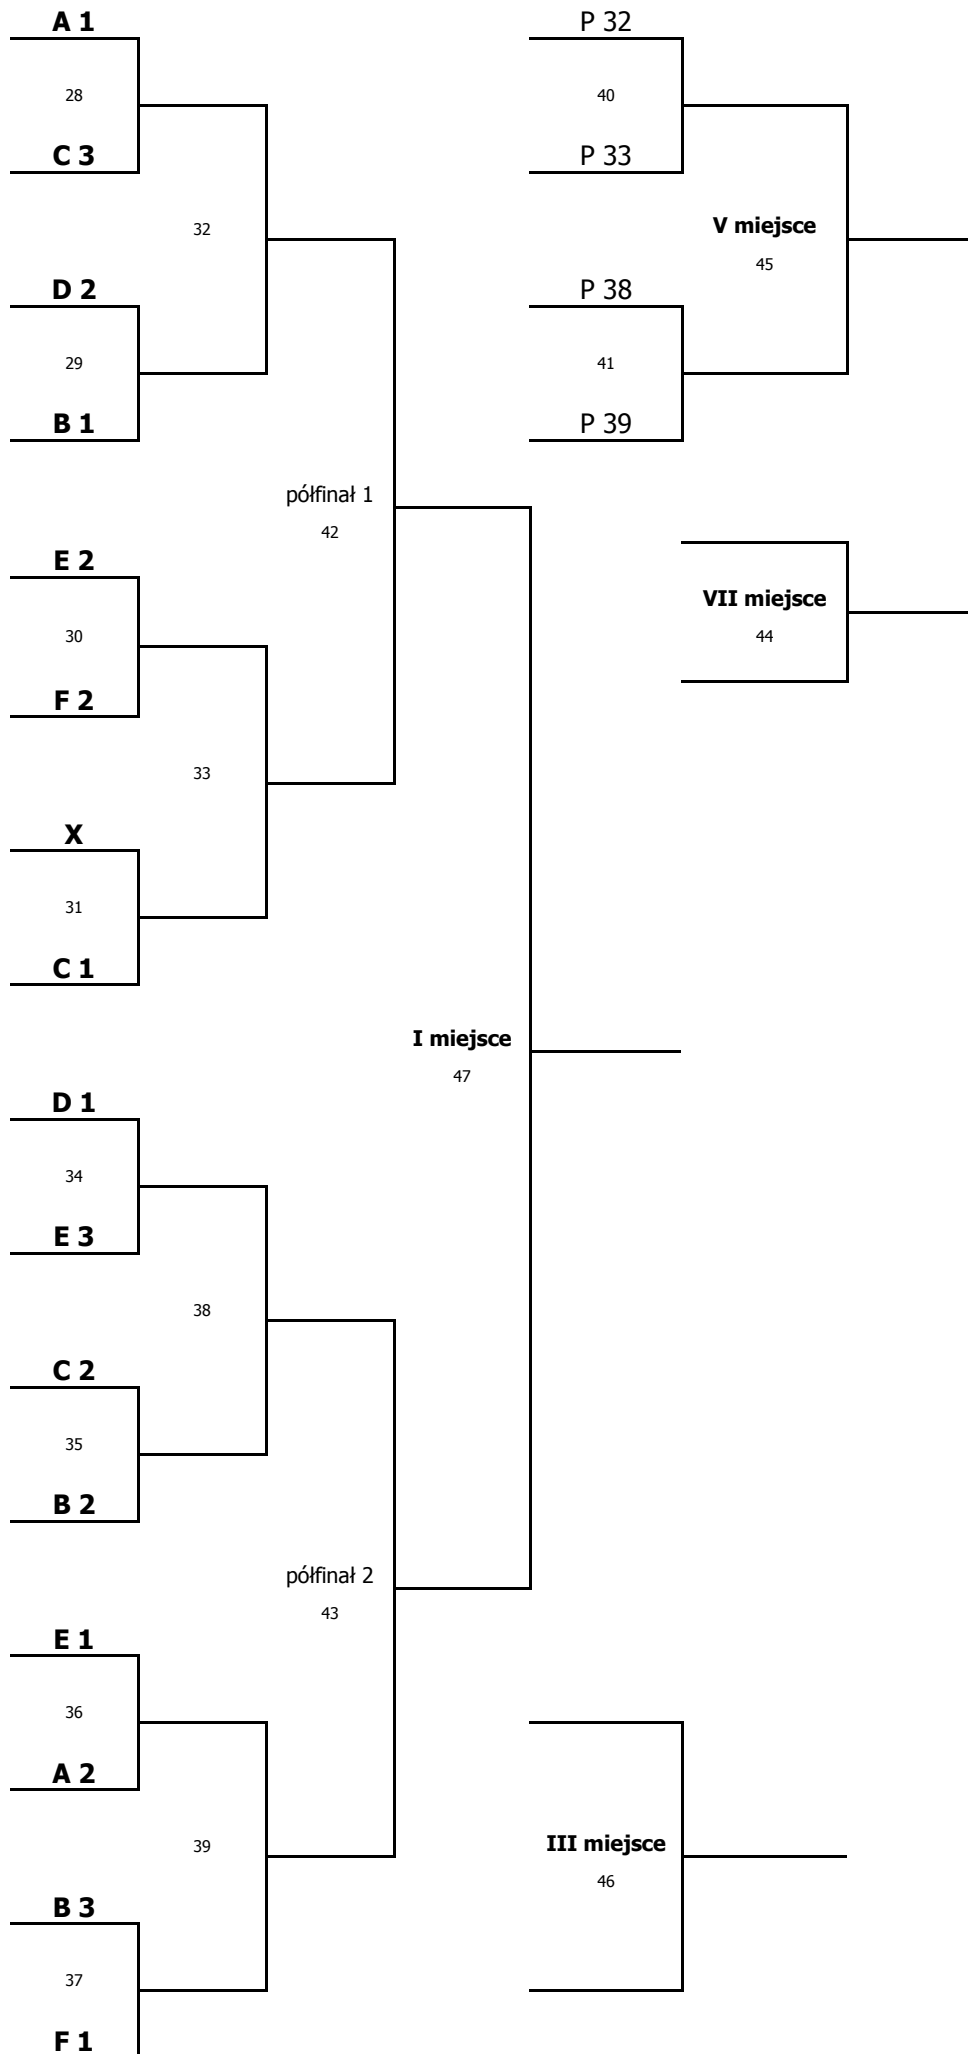 A 1
P 32
28
40
C 3
P 33
32
V miejsce
45
D 2
P 38
29
41
B 1
P 39
półfinał 1
42
E 2
VII miejsce
30
44
F 2
33
X
31
C 1
I miejsce
47
D 1
34
E 3
38
C 2
35
B 2
półfinał 2
43
E 1
36
A 2
39
III miejsce
46
B 3
37
F 1